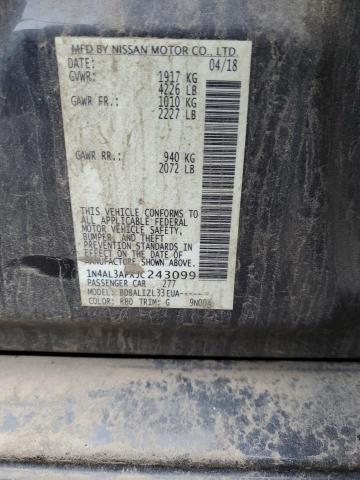 MFD BY NISSAN MOTOR CO., LTD.
DATE: 04/18
GVWR: 1917 KG
4226 LB
GAWR FR.: 1010 KG
2227 LB
GAWR RR.: 940 KG
2072 LB
THIS VEHICLE CONFORMS TO
ALL APPLICABLE FEDERAL
MOTOR VEHICLE SAFETY,
BUMPER, AND THEFT
PREVENTION STANDARDS IN
EFFECT ON THE DATE OF
MANUFACTURE SHOWN ABOVE.
1N4AL3APXJC243099
PASSENGER CAR 277
MODEL: BDBALIZL33EUA-----
COLOR: RBD TRIM: G 9N008